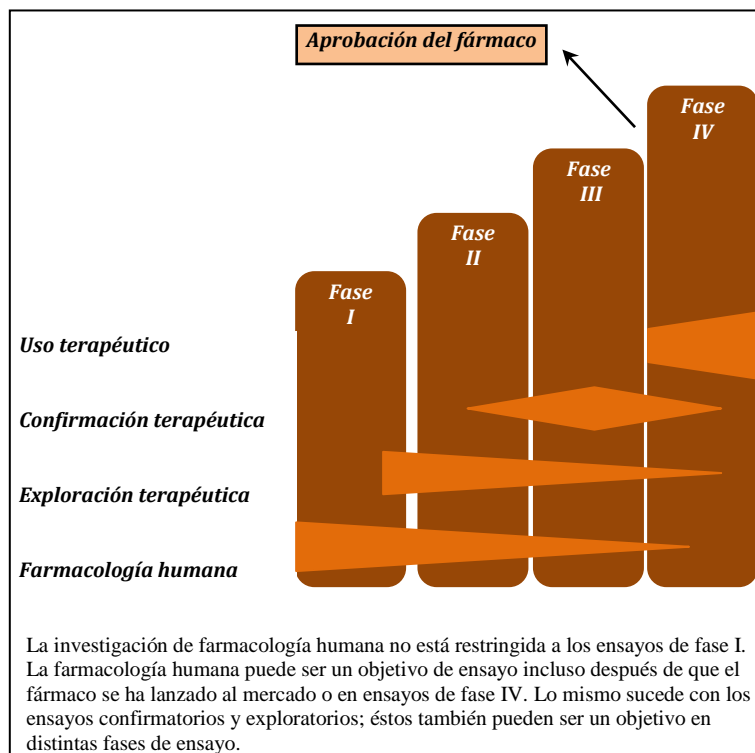 Aprobación del fármaco
Fase
IV
Fase
III
Fase
II
Fase
I
Uso terapéutico
Confirmación terapéutica
Exploración terapéutica
Farmacología humana
La investigación de farmacología humana no está restringida a los ensayos de fase I.
La farmacología humana puede ser un objetivo de ensayo incluso después de que el
fármaco se ha lanzado al mercado o en ensayos de fase IV. Lo mismo sucede con los
ensayos confirmatorios y exploratorios; éstos también pueden ser un objetivo en
distintas fases de ensayo.